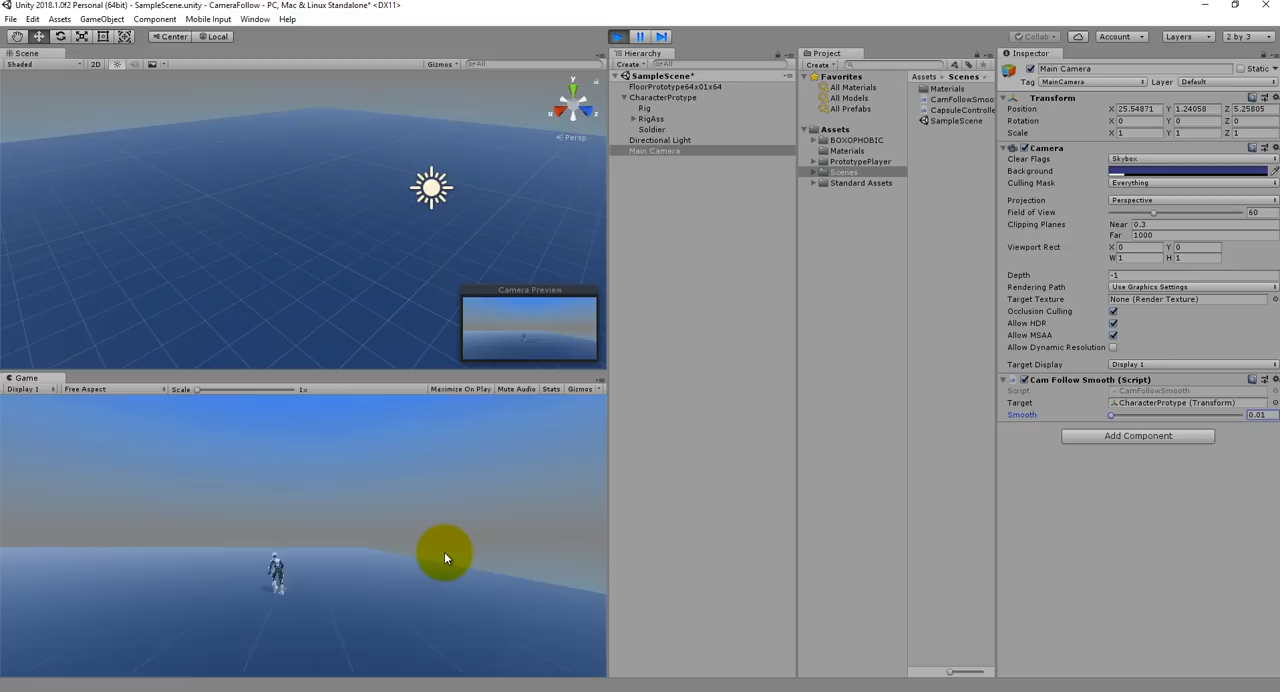 Unity 2018.1.0f2 Personal (64bit) - SampleScene.unity - CameraFollow - PC, Mac & Linux Standalone* <DX11>
File Edit Assets GameObject Component Mobile Input Window Help
Center Local
Collab Account Layers 2 by 3
Scene
Shaded 2D Gizmos All
y
x z
Persp
Camera Preview
Game
Display 1 Free Aspect Scale 1x Maximize On Play Mute Audio Stats Gizmos
Hierarchy
Create All
SampleScene*
FloorPrototype64x01x64
CharacterProtype
Rig
RigAss
Soldier
Directional Light
Main Camera
Project
Create
Favorites
All Materials
All Models
All Prefabs
Assets
BOXOPHOBIC
Materials
PrototypePlayer
Scenes
Standard Assets
Assets Scenes
Materials
CamFollowSmoo
CapsuleControlle
SampleScene
Inspector
Main Camera Static
Tag MainCamera Layer Default
Transform
Position X 25.54871 Y 1.24058 Z 5.25805
Rotation X 0 Y 0 Z 0
Scale X 1 Y 1 Z 1
Camera
Clear Flags Skybox
Background
Culling Mask Everything
Projection Perspective
Field of View 60
Clipping Planes Near 0.3
Far 1000
Viewport Rect X 0 Y 0
W 1 H 1
Depth -1
Rendering Path Use Graphics Settings
Target Texture None (Render Texture)
Occlusion Culling
Allow HDR
Allow MSAA
Allow Dynamic Resolution
Target Display Display 1
Cam Follow Smooth (Script)
Script CamFollowSmooth
Target CharacterProtype (Transform)
Smooth 0.01
Add Component